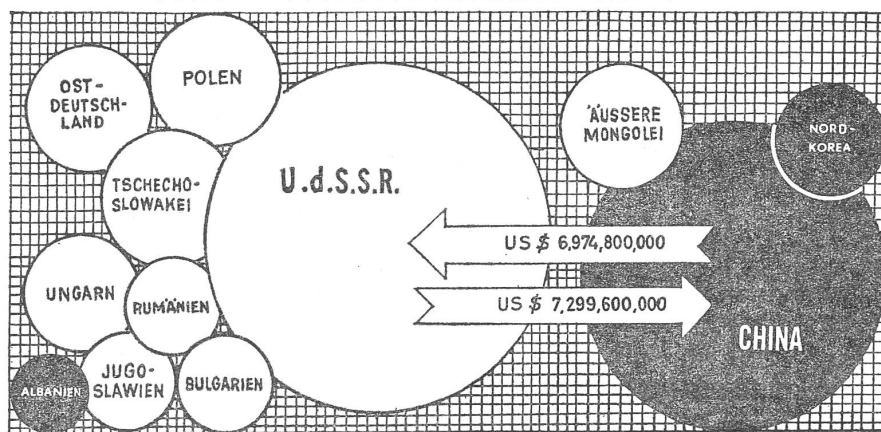 OST-
DEUTSCH-
LAND
POLEN
TSCHECHO-
SLOWAKEI
UNGARN
RUMÄNIEN
ALBANIEN
JUGO-
SLAWIEN
BULGARIEN
U.d.S.S.R.
ÄUSSERE
MONGOLEI
NORD-
KOREA
US $ 6,974,800,000
US $ 7,299,600,000
CHINA